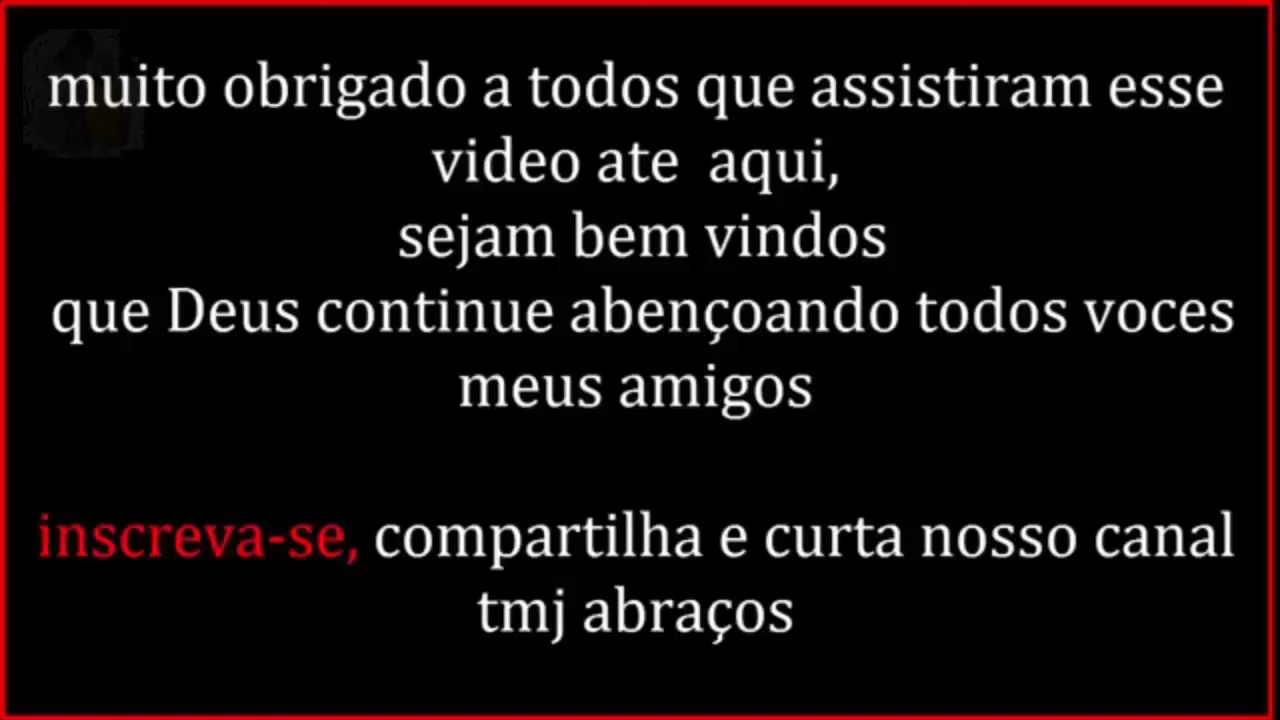 muito obrigado a todos que assistiram esse
video ate  aqui,
sejam bem vindos
que Deus continue abençoando todos voces
meus amigos
inscreva-se, compartilha e curta nosso canal
tmj abraços